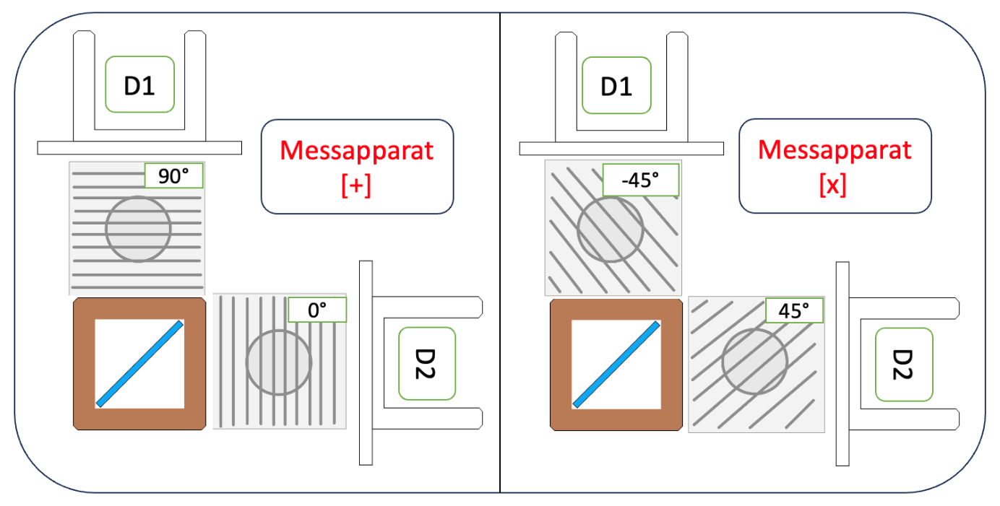 D1
Messapparat
[+]
90°
0°
D2
D1
Messapparat
[x]
-45°
45°
D2